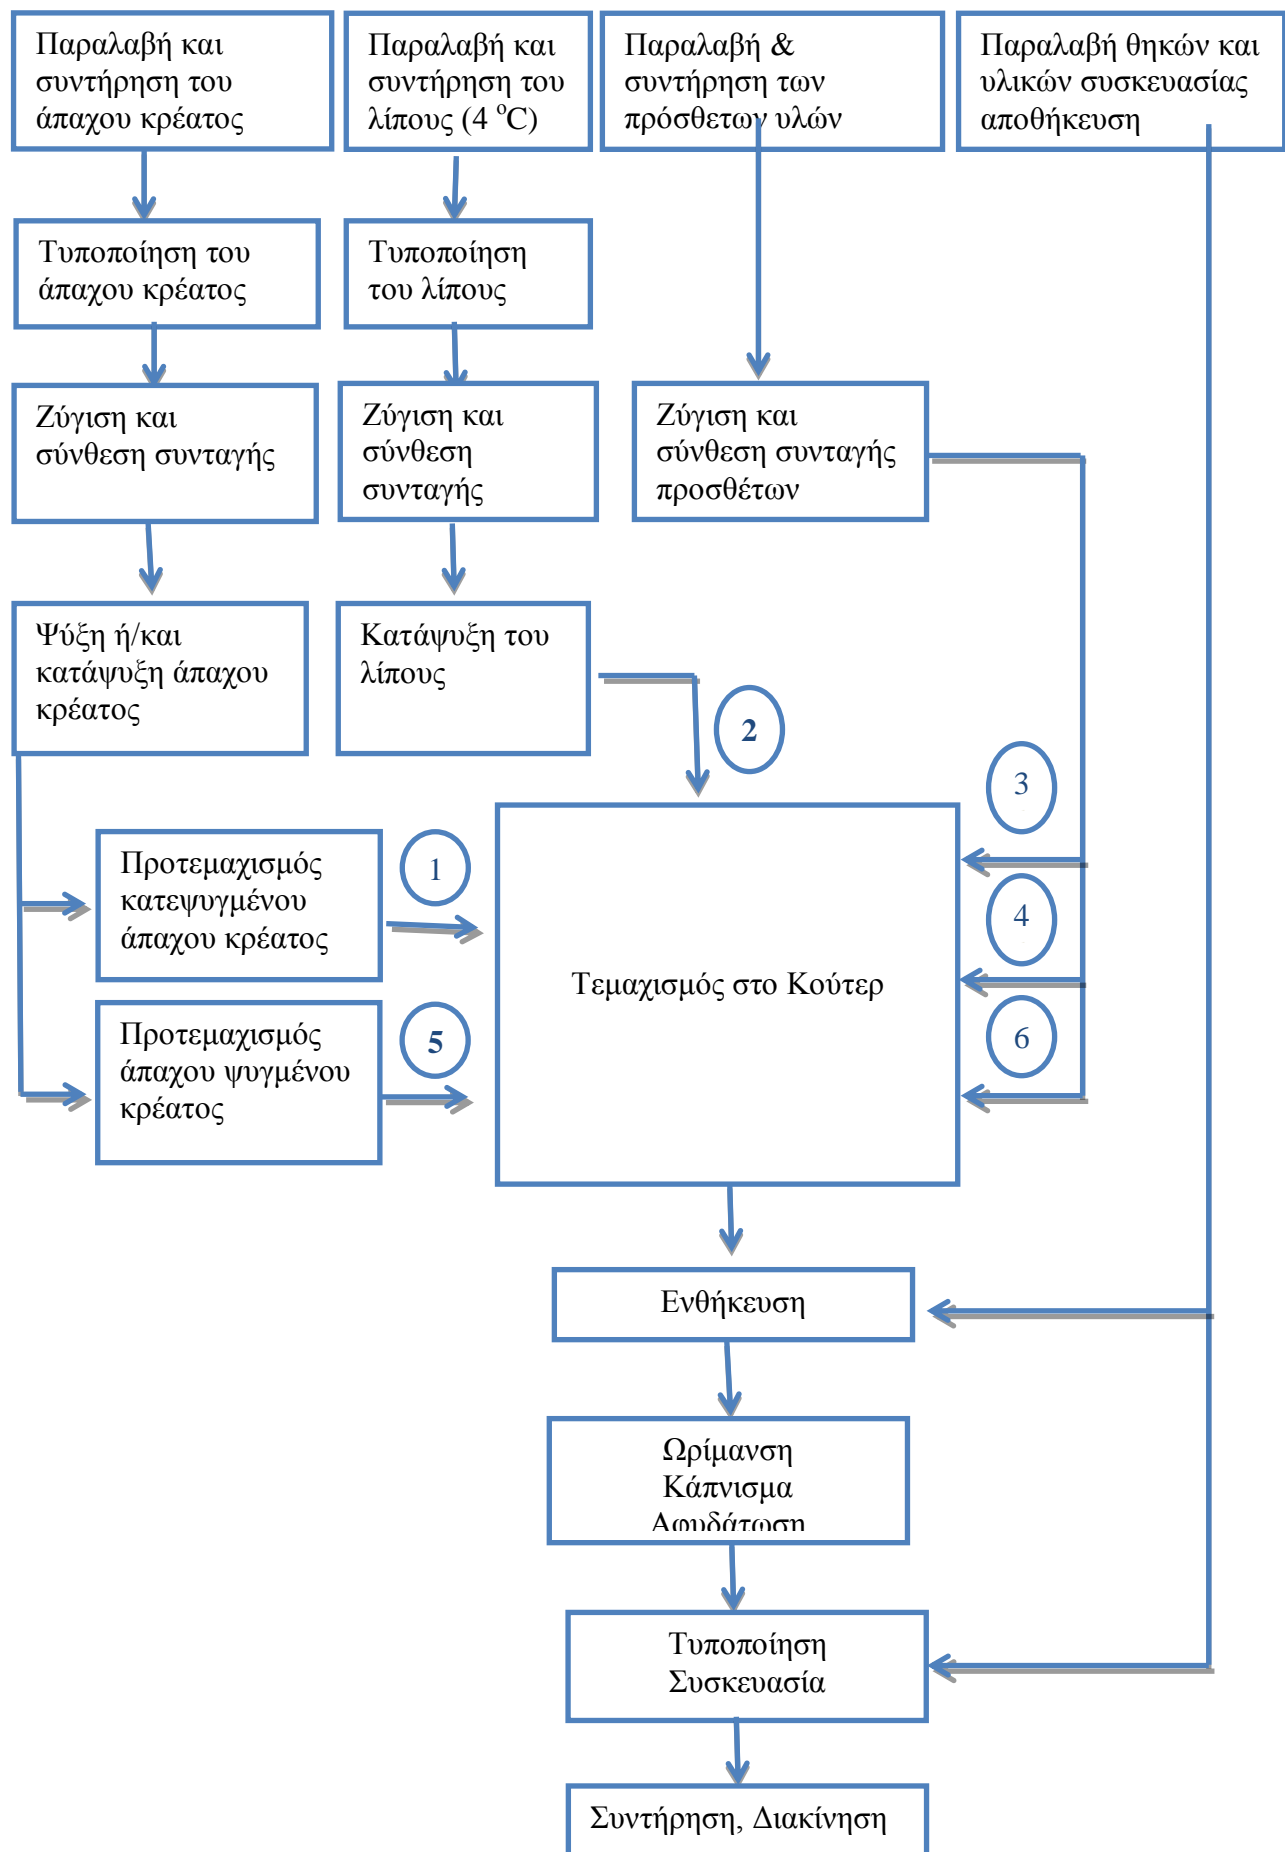 Παραλαβή και
συντήρηση του
άπαχου κρέατος
Παραλαβή και
συντήρηση του
λίπους (4 °C)
Παραλαβή &
συντήρηση των
πρόσθετων υλών
Παραλαβή θηκών και
υλικών συσκευασίας
αποθήκευση
Τυποποίηση του
άπαχου κρέατος
Τυποποίηση
του λίπους
Ζύγιση και
σύνθεση συνταγής
Ζύγιση και
σύνθεση
συνταγής
Ζύγιση και
σύνθεση συνταγής
προσθέτων
Ψύξη ή/και
κατάψυξη άπαχου
κρέατος
Κατάψυξη του
λίπους
2
3
Προτεμαχισμός
κατεψυγμένου
άπαχου κρέατος
1
4
Τεμαχισμός στο Κούτερ
Προτεμαχισμός
άπαχου ψυγμένου
κρέατος
5
6
Ενθήκευση
Ωρίμανση
Κάπνισμα
Αφυδάτωση
Τυποποίηση
Συσκευασία
Συντήρηση, Διακίνηση